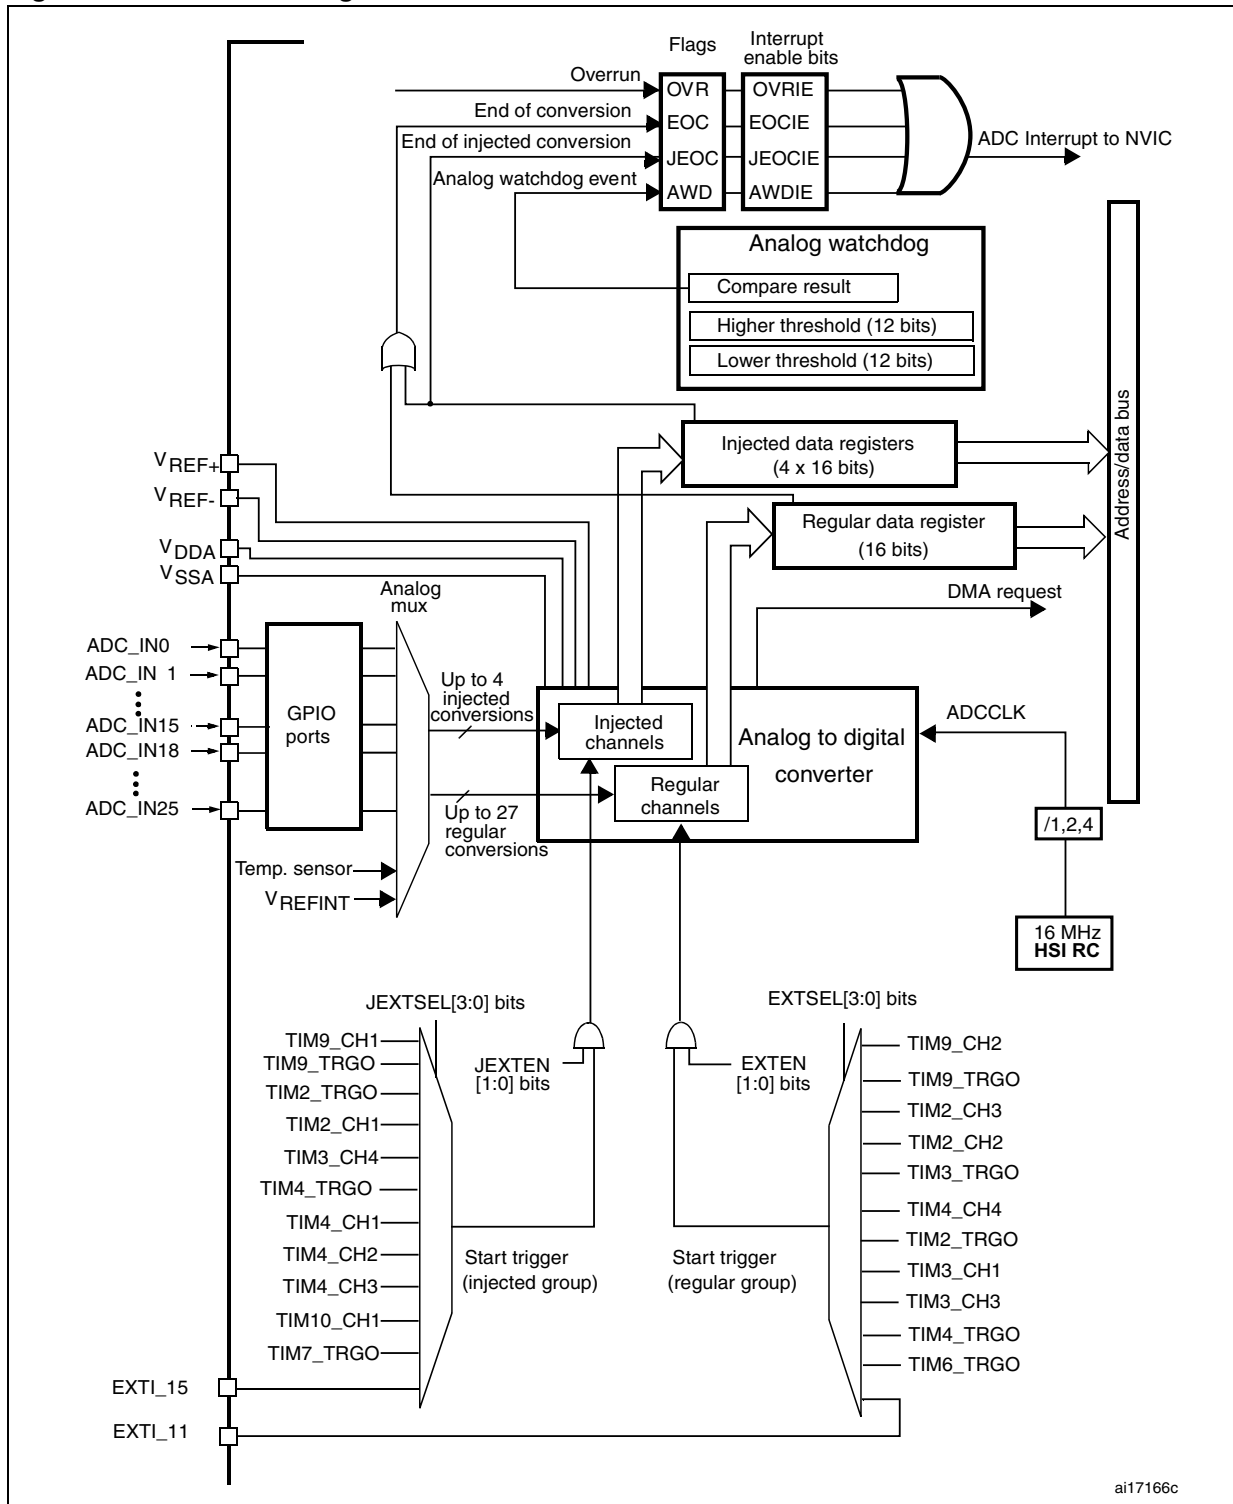 Flags
Interrupt
enable bits
Overrun
OVR
OVRIE
End of conversion
EOC
EOCIE
End of injected conversion
JEOC
JEOCIE
ADC Interrupt to NVIC
Analog watchdog event
AWD
AWDIE
Analog watchdog
Compare result
Higher threshold (12 bits)
Lower threshold (12 bits)
Address/data bus
Injected data registers
(4 x 16 bits)
VREF+
VREF-
Regular data register
(16 bits)
VDDA
VSSA
DMA request
Analog
mux
ADC_IN0
ADC_IN 1
ADC_IN15
ADC_IN18
ADC_IN25
GPIO
ports
Up to 4
injected
conversions
Injected
channels
Analog to digital
converter
ADCCLK
Regular
channels
Up to 27
regular
conversions
/1,2,4
Temp. sensor
VREFINT
16 MHz
HSI RC
JEXTSEL[3:0] bits
EXTSEL[3:0] bits
TIM9_CH1
TIM9_TRGO
TIM2_TRGO
TIM2_CH1
TIM3_CH4
TIM4_TRGO
TIM4_CH1
TIM4_CH2
TIM4_CH3
TIM10_CH1
TIM7_TRGO
JEXTEN
[1:0] bits
EXTEN
[1:0] bits
Start trigger
(injected group)
Start trigger
(regular group)
TIM9_CH2
TIM9_TRGO
TIM2_CH3
TIM2_CH2
TIM3_TRGO
TIM4_CH4
TIM2_TRGO
TIM3_CH1
TIM3_CH3
TIM4_TRGO
TIM6_TRGO
EXTI_15
EXTI_11
ai17166c